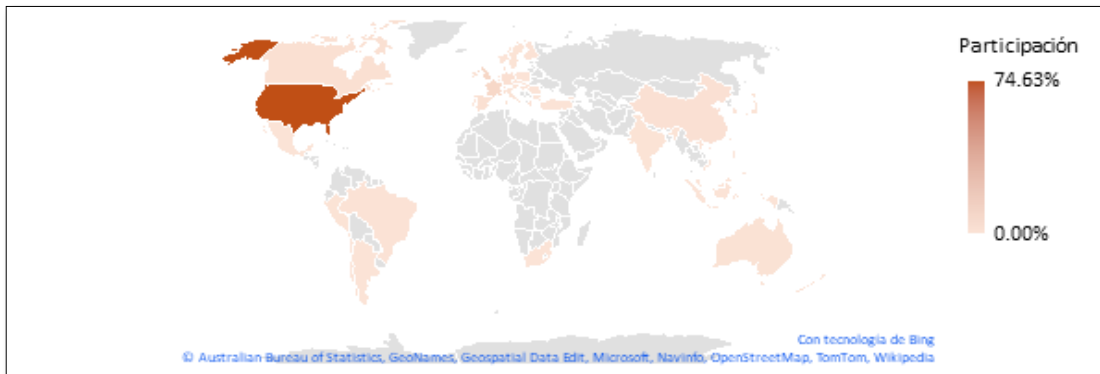 Participación
74.63%
0.00%
Con tecnología de Bing
© Australian Bureau of Statistics, GeoNames, Geospatial Data Edit, Microsoft, Navinfo, OpenStreetMap, TomTom, Wikipedia